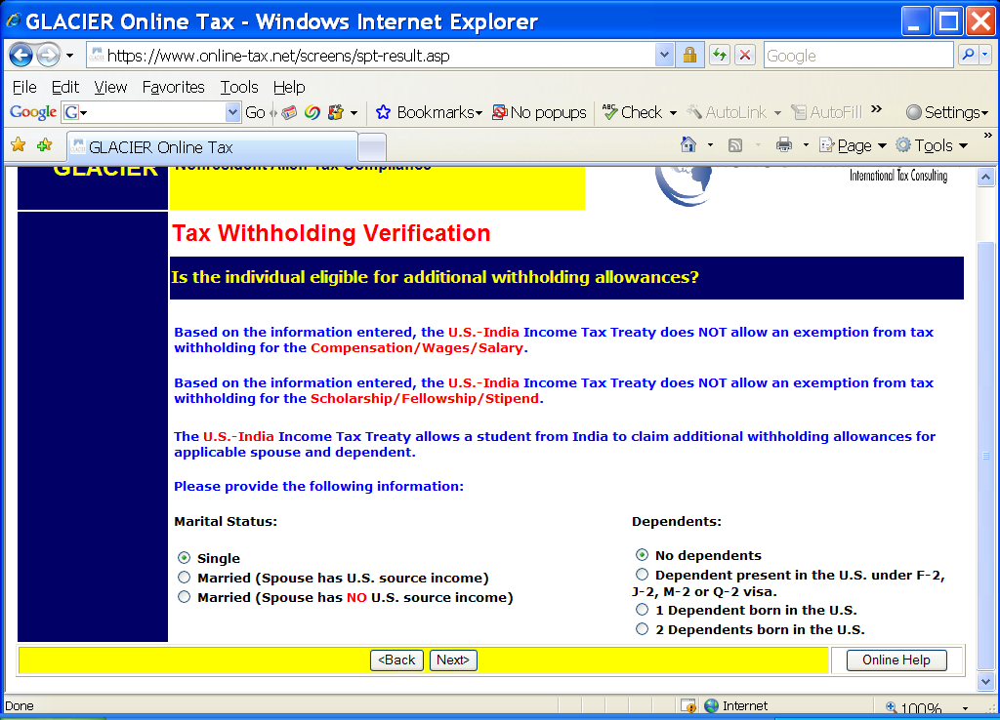 GLACIER Online Tax - Windows Internet Explorer
https://www.online-tax.net/screens/spt-result.asp
Google
File Edit View Favorites Tools Help
Google G Go Bookmarks No popups ABC Check AutoLink AutoFill » Settings
GLACIER Online Tax
Page Tools »
GLACIER
Nonresident Alien Tax Compliance
International Tax Consulting
Tax Withholding Verification
Is the individual eligible for additional withholding allowances?
Based on the information entered, the U.S.-India Income Tax Treaty does NOT allow an exemption from tax
withholding for the Compensation/Wages/Salary.
Based on the information entered, the U.S.-India Income Tax Treaty does NOT allow an exemption from tax
withholding for the Scholarship/Fellowship/Stipend.
The U.S.-India Income Tax Treaty allows a student from India to claim additional withholding allowances for
applicable spouse and dependent.
Please provide the following information:
Marital Status:
Single
Married (Spouse has U.S. source income)
Married (Spouse has NO U.S. source income)
Dependents:
No dependents
Dependent present in the U.S. under F-2,
J-2, M-2 or Q-2 visa.
1 Dependent born in the U.S.
2 Dependents born in the U.S.
<Back Next> Online Help
Done Internet 100%